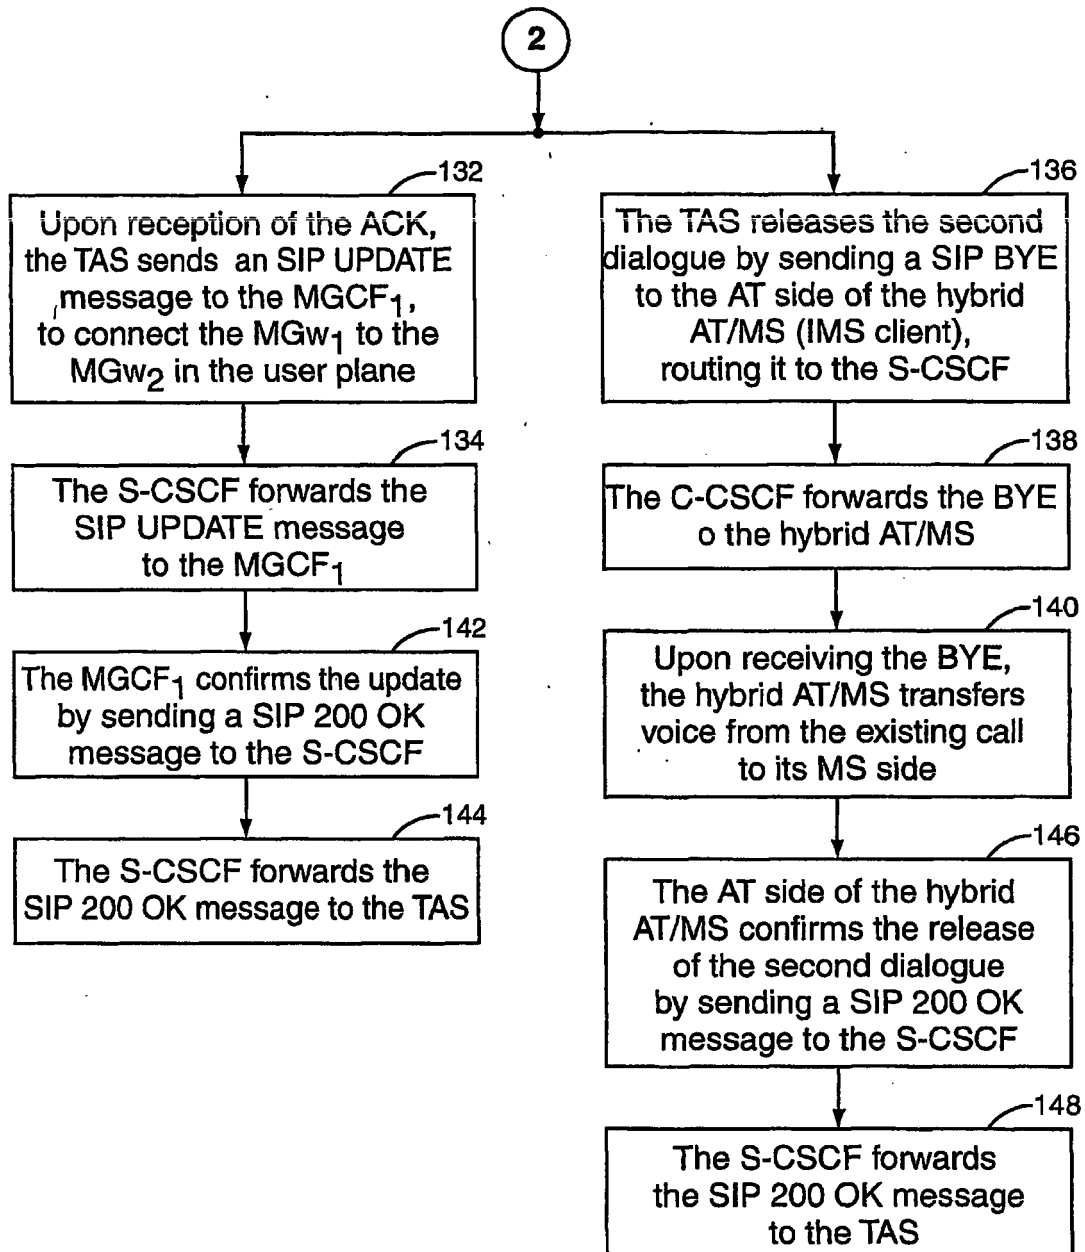 2
132
Upon reception of the ACK,
the TAS sends an SIP UPDATE
message to the MGCF1,
to connect the MGw1 to the
MGw2 in the user plane
134
The S-CSCF forwards the
SIP UPDATE message
to the MGCF1
142
The MGCF1 confirms the update
by sending a SIP 200 OK
message to the S-CSCF
144
The S-CSCF forwards the
SIP 200 OK message to the TAS
136
The TAS releases the second
dialogue by sending a SIP BYE
to the AT side of the hybrid
AT/MS (IMS client),
routing it to the S-CSCF
138
The C-CSCF forwards the BYE
o the hybrid AT/MS
140
Upon receiving the BYE,
the hybrid AT/MS transfers
voice from the existing call
to its MS side
146
The AT side of the hybrid
AT/MS confirms the release
of the second dialogue
by sending a SIP 200 OK
message to the S-CSCF
148
The S-CSCF forwards
the SIP 200 OK message
to the TAS